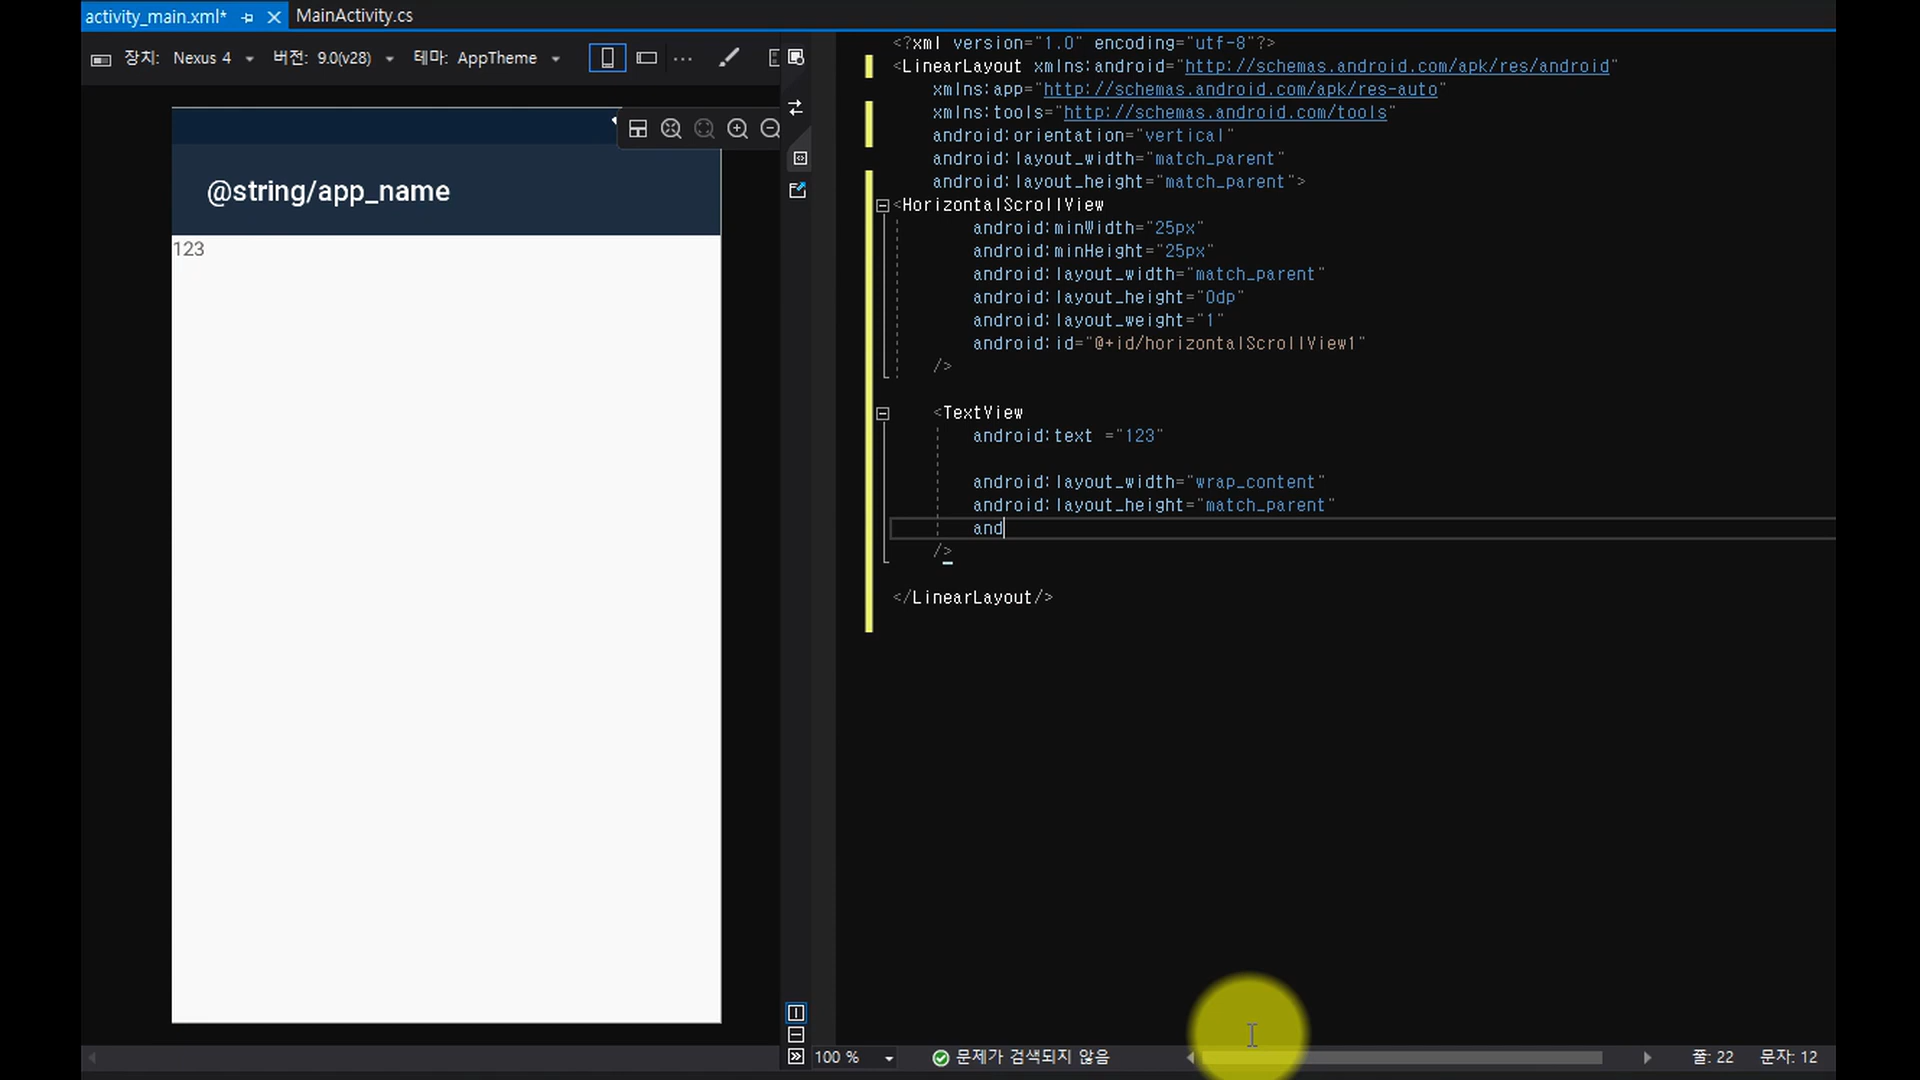 activity_main.xml*
MainActivity.cs
장치: Nexus 4 버전: 9.0(v28) 테마: AppTheme
@string/app_name
123
<?xml version="1.0" encoding="utf-8"?>
<LinearLayout xmlns:android="http://schemas.android.com/apk/res/android"
xmlns:app="http://schemas.android.com/apk/res-auto"
xmlns:tools="http://schemas.android.com/tools"
android:orientation="vertical"
android:layout_width="match_parent"
android:layout_height="match_parent">
<HorizontalScrollView
android:minWidth="25px"
android:minHeight="25px"
android:layout_width="match_parent"
android:layout_height="0dp"
android:layout_weight="1"
android:id="@+id/horizontalScrollView1"
/>
<TextView
android:text ="123"
android:layout_width="wrap_content"
android:layout_height="match_parent"
and
/>
</LinearLayout/>
100 %
문제가 검색되지 않음
줄: 22 문자: 12